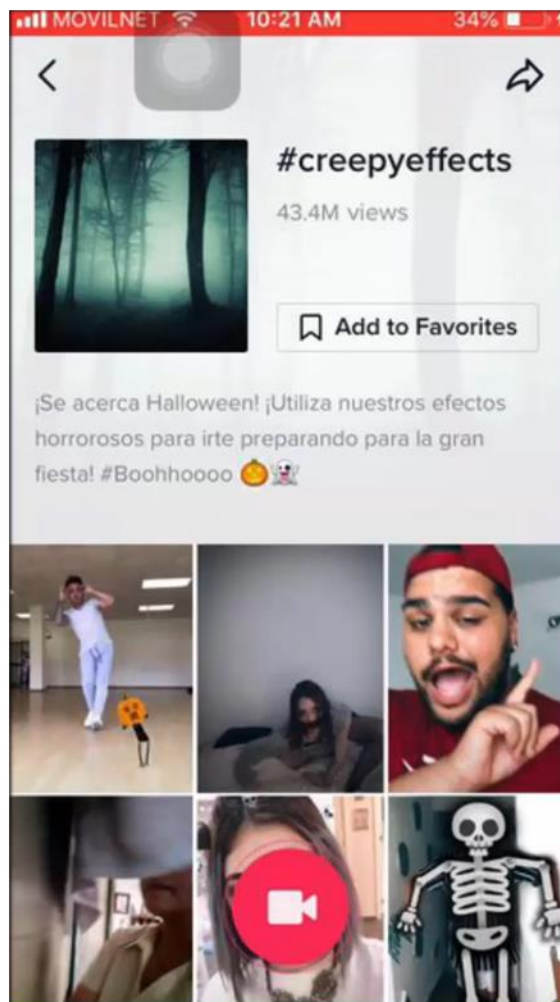 MOVILNET 10:21 AM 34%
#creepyeffects
43.4M views
Add to Favorites
¡Se acerca Halloween! ¡Utiliza nuestros efectos
horrorosos para irte preparando para la gran
fiesta! #Boohhoooo 🎃👻